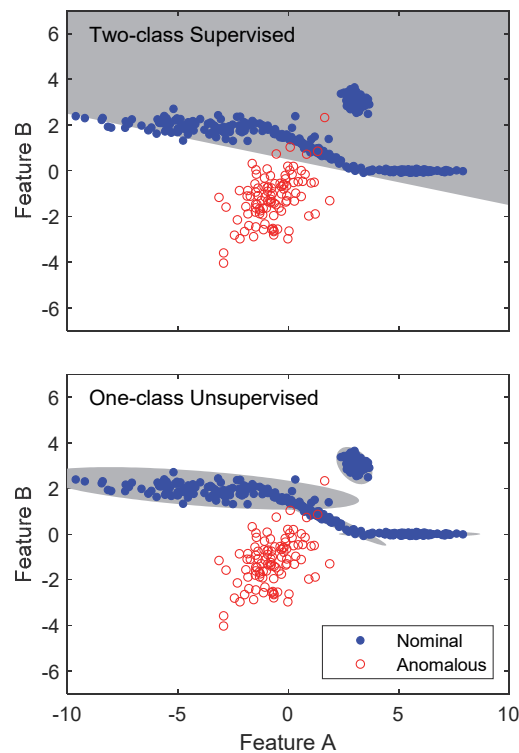 Two-class Supervised
6
4
2
0
-2
-4
-6
Feature B
One-class Unsupervised
6
4
2
0
-2
-4
-6
Feature B
Nominal
Anomalous
-10 -5 0 5 10
Feature A